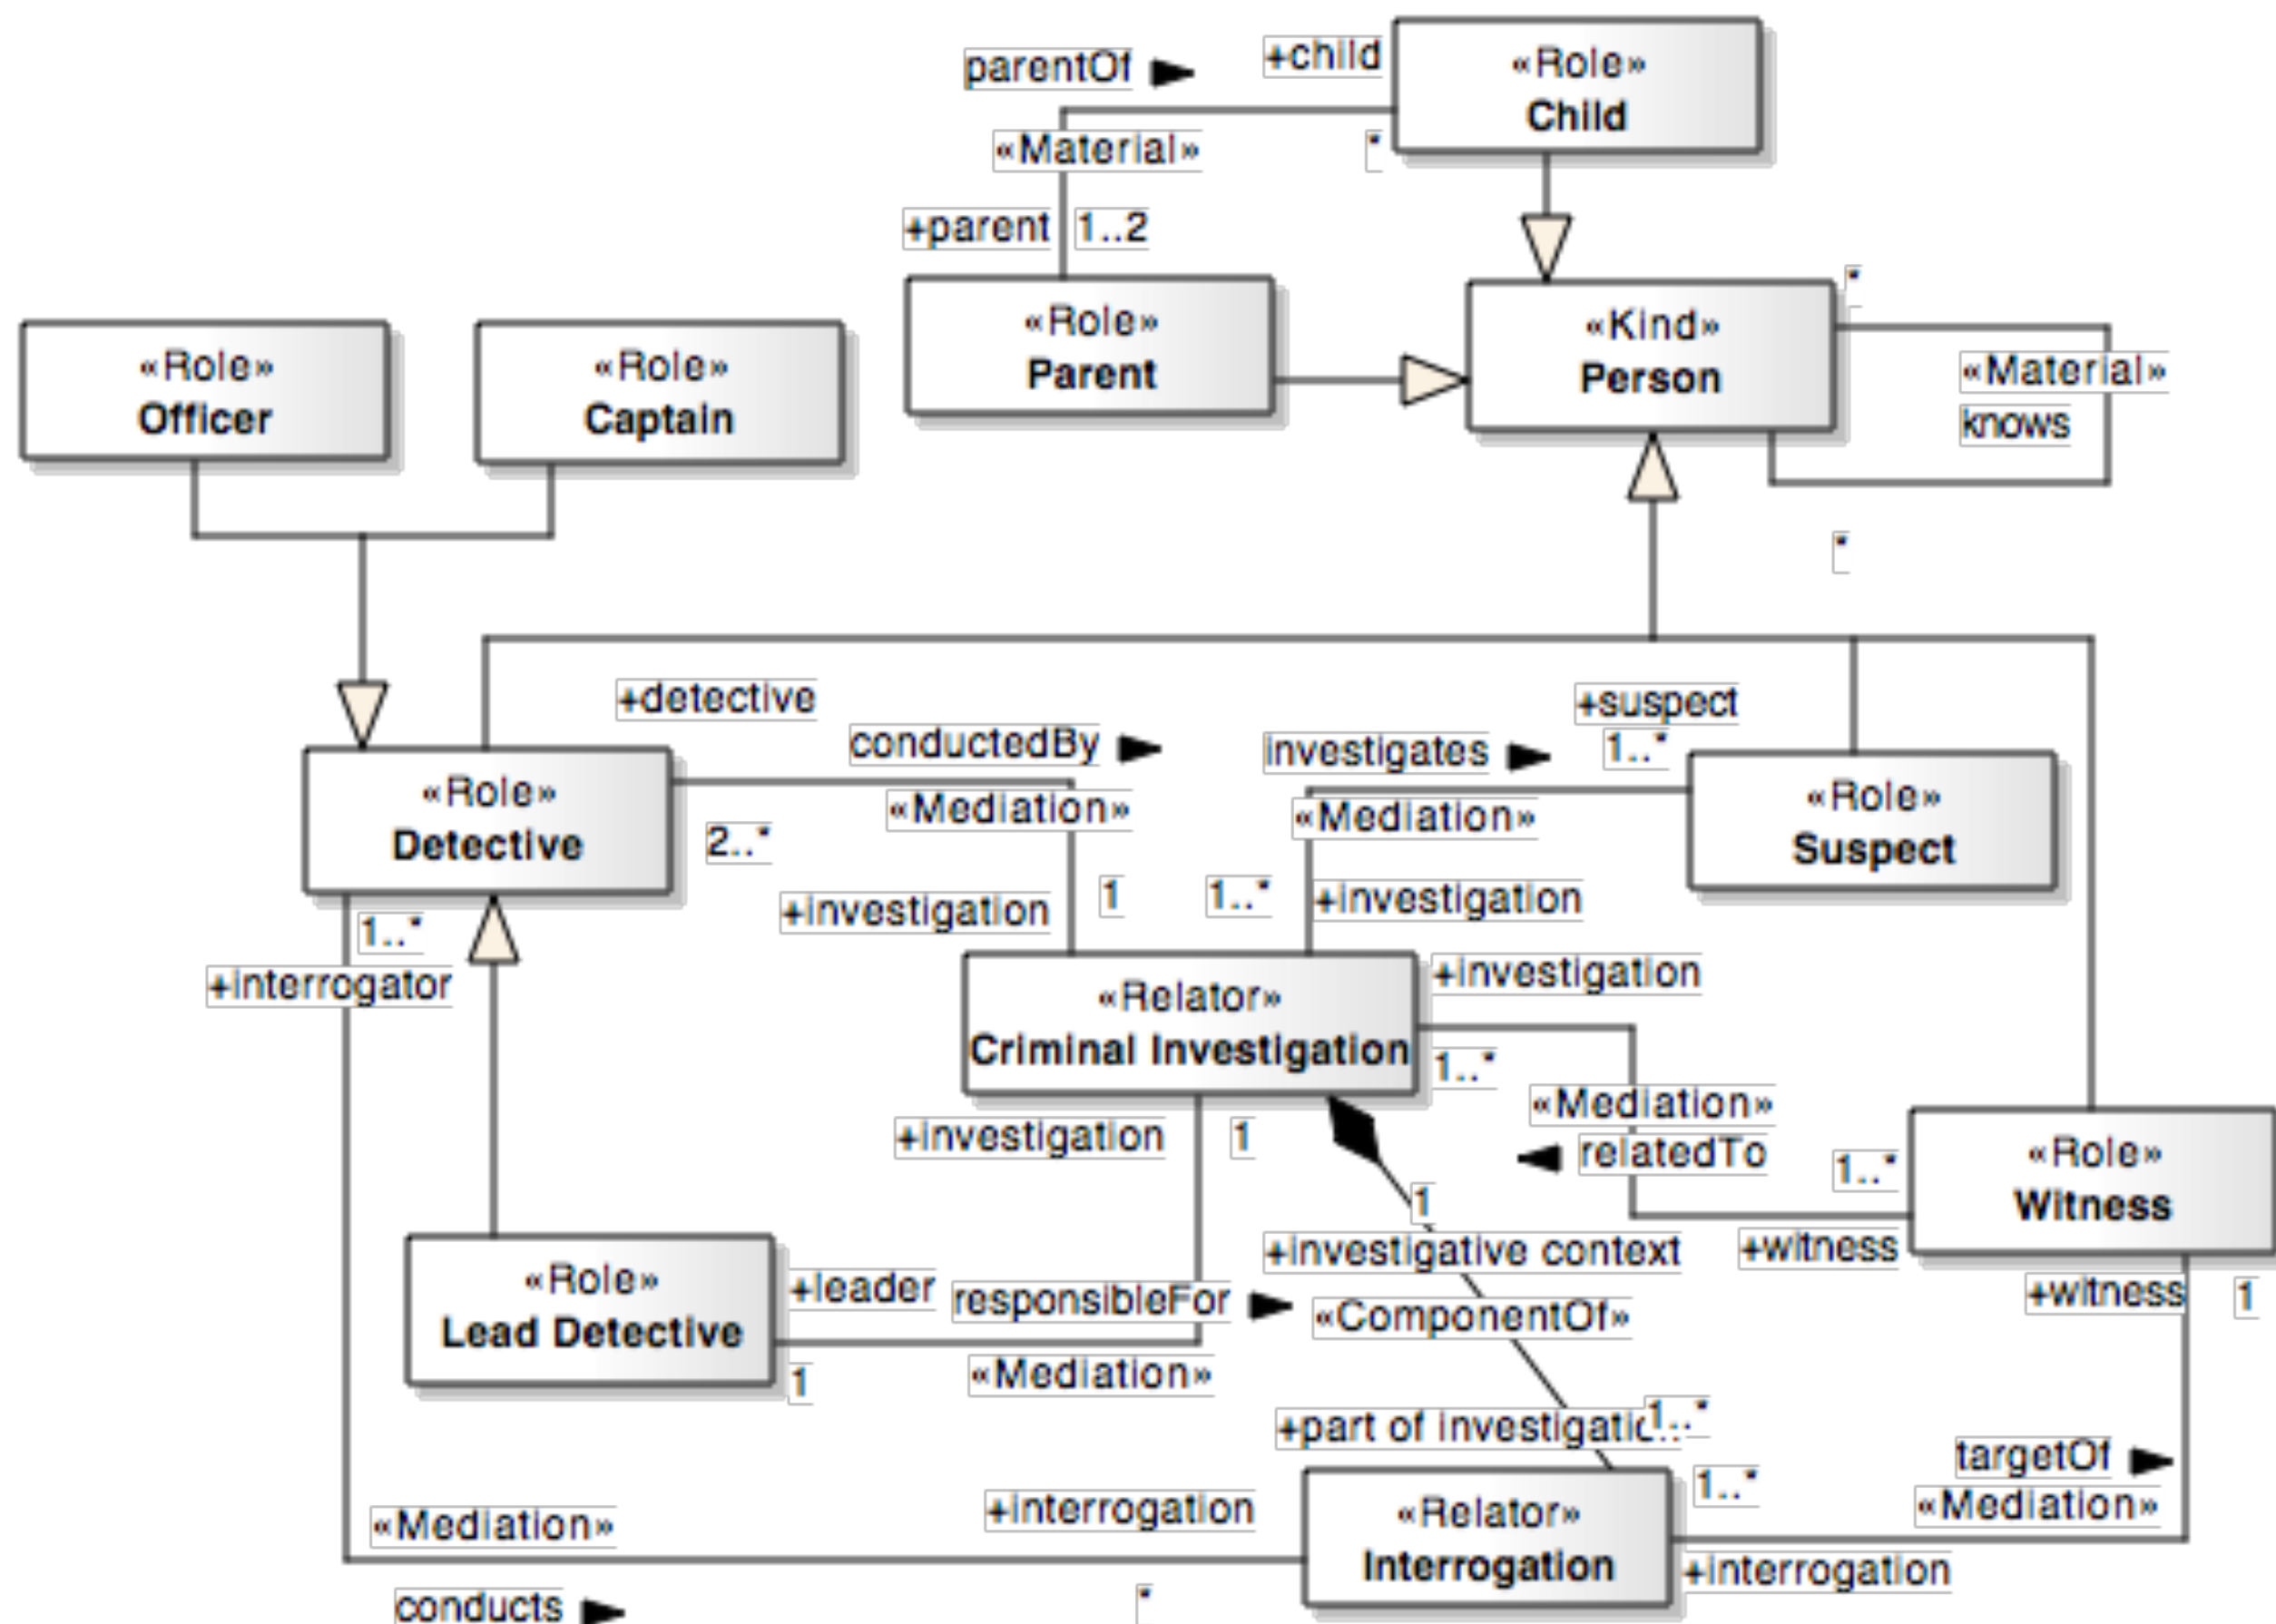 parentOf ►
+child
«Role»
Child
«Material»
*
+parent
1..2
«Role»
Officer
«Role»
Captain
«Role»
Parent
«Kind»
Person
*
«Material»
knows
*
+detective
conductedBy ►
investigates ►
+suspect
1..*
«Role»
Detective
«Mediation»
2..*
«Mediation»
«Role»
Suspect
+investigation
1
1..*
+investigation
1..*
+interrogator
«Relator»
Criminal Investigation
+investigation
1..*
«Mediation»
◄ relatedTo
+investigation
1
1..*
«Role»
Witness
1
+investigative context
+witness
+witness
1
«Role»
Lead Detective
+leader
responsibleFor ►
«ComponentOf»
1
«Mediation»
+part of investigatic..
1..*
targetOf ►
«Mediation»
1..*
«Mediation»
+interrogation
«Relator»
Interrogation
+interrogation
conducts ►
*